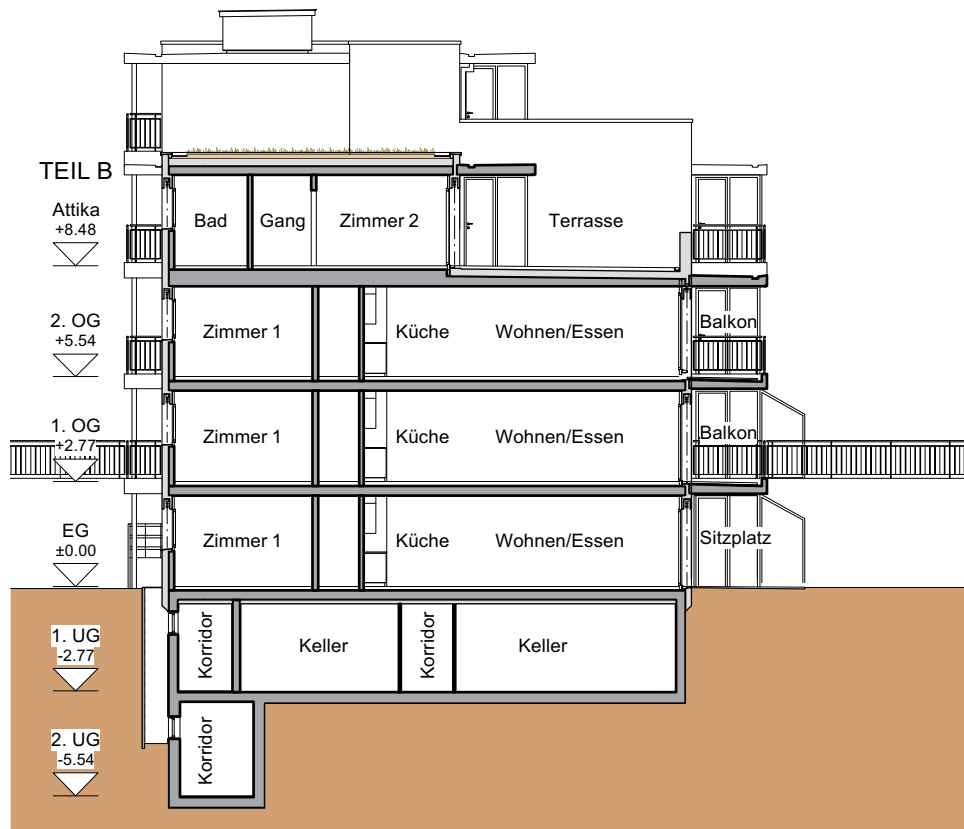 TEIL B
Attika
+8.48
Bad
Gang
Zimmer 2
Terrasse
2. OG
+5.54
Zimmer 1
Küche
Wohnen/Essen
Balkon
1. OG
+2.77
Zimmer 1
Küche
Wohnen/Essen
Balkon
EG
±0.00
Zimmer 1
Küche
Wohnen/Essen
Sitzplatz
1. UG
-2.77
Korridor
Keller
Korridor
Keller
2. UG
-5.54
Korridor